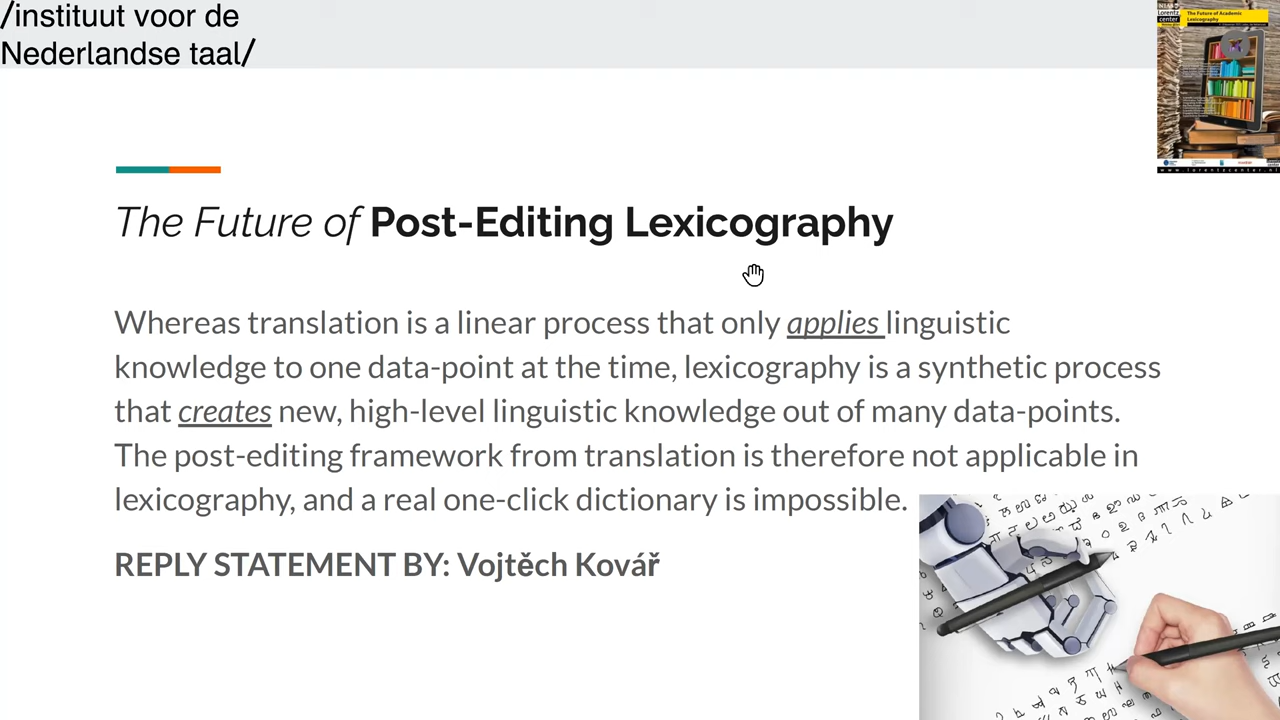 /instituut voor de
Nederlandse taal/
The Future of Academic
Lexicography
The Future of Post-Editing Lexicography
Whereas translation is a linear process that only applies linguistic
knowledge to one data-point at the time, lexicography is a synthetic process
that creates new, high-level linguistic knowledge out of many data-points.
The post-editing framework from translation is therefore not applicable in
lexicography, and a real one-click dictionary is impossible.
REPLY STATEMENT BY: Vojtěch Kovář